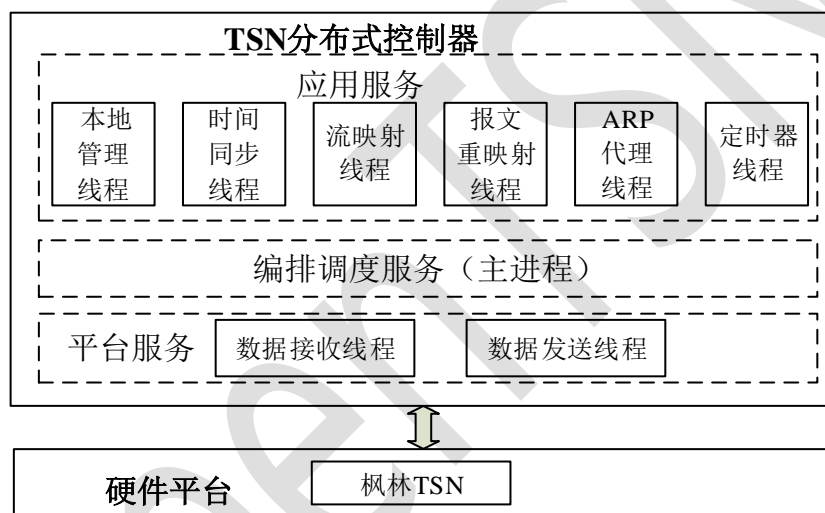 TSN分布式控制器
应用服务
本地
管理
线程
时间
同步
线程
流映射
线程
报文
重映射
线程
ARP
代理
线程
定时器
线程
编排调度服务（主进程）
平台服务
数据接收线程
数据发送线程
硬件平台
枫林TSN